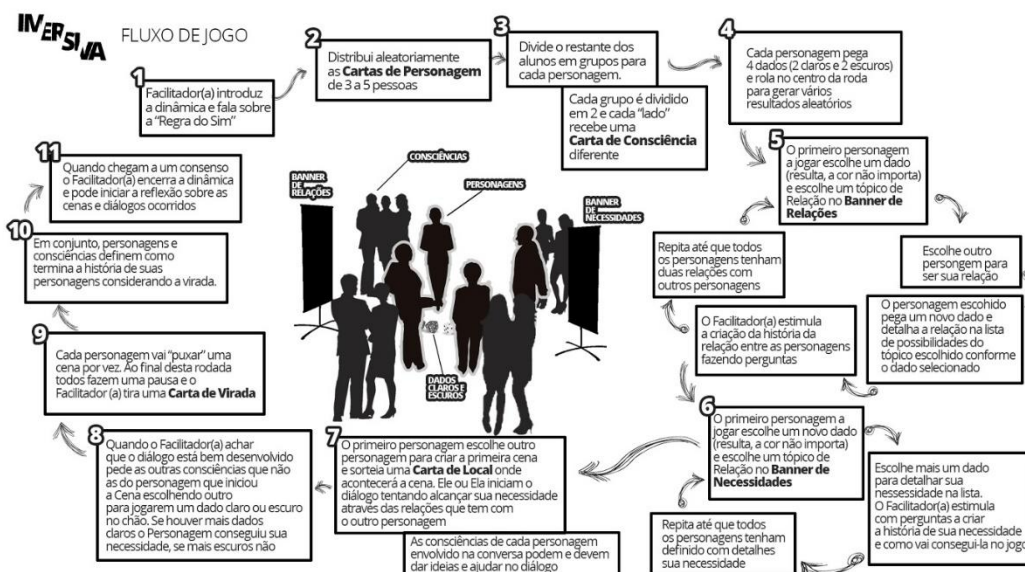 INVERSIVA
FLUXO DE JOGO
1
Facilitador(a) introduz
a dinâmica e fala sobre
a “Regra do Sim”
2
Distribui aleatoriamente
as Cartas de Personagem
de 3 a 5 pessoas
3
Divide o restante dos
alunos em grupos para
cada personagem.
Cada grupo é dividido
em 2 e cada “lado”
recebe uma
Carta de Consciência
diferente
4
Cada personagem pega
4 dados (2 claros e 2 escuros)
e rola no centro da roda
para gerar vários
resultados aleatórios
5
O primeiro personagem
a jogar escolhe um dado
(resulta, a cor não importa)
e escolhe um tópico de
Relação no Banner de
Relações
Escolhe outro
persongem para
ser sua relação
O personagem escohido
pega um novo dado e
detalha a relação na lista
de possibilidades do
tópico escolhido conforme
o dado selecionado
O Facilitador(a) estimula
a criação da história da
relação entre as personagens
fazendo perguntas
Repita até que todos
os personagens tenham
duas relações com
outros personagens
6
O primeiro personagem a
jogar escolhe um novo dado
(resulta, a cor não importa)
e escolhe um tópico de
Relação no Banner de
Necessidades
Escolhe mais um dado
para detalhar sua
nessessidade na lista.
O Facilitador(a) estimula
com perguntas a criar
a história de sua necessidade
e como vai consegui-la no jogo
Repita até que todos
os personagens tenham
definido com detalhes
sua necessidade
7
O primeiro personagem escolhe outro
personagem para criar a primeira cena
e sorteia uma Carta de Local onde
acontecerá a cena. Ele ou Ela iniciam o
diálogo tentando alcançar sua necessidade
através das relações que tem com
o outro personagem
As consciências de cada personagem
envolvido na conversa podem e devem
dar ideias e ajudar no diálogo
8
Quando o Facilitador(a) achar
que o diálogo está bem desenvolvido
pede as outras consciências que não
as do personagem que iniciou
a Cena escolhendo outro
para jogarem um dado claro ou escuro
no chão. Se houver mais dados
claros o Personagem conseguiu sua
necessidade, se mais escuros não
9
Cada personagem vai “puxar” uma
cena por vez. Ao final desta rodada
todos fazem uma pausa e o
Facilitador (a) tira uma Carta de Virada
10
Em conjunto, personagens e
consciências definem como
termina a história de suas
personagens considerando a virada.
11
Quando chegam a um consenso
o Facilitador(a) encerra a dinâmica
e pode iniciar a reflexão sobre as
cenas e diálogos ocorridos
CONSCIÊNCIAS
PERSONAGENS
BANNER
DE
RELAÇÕES
BANNER
DE
NECESSIDADES
DADOS
CLAROS E
ESCUROS